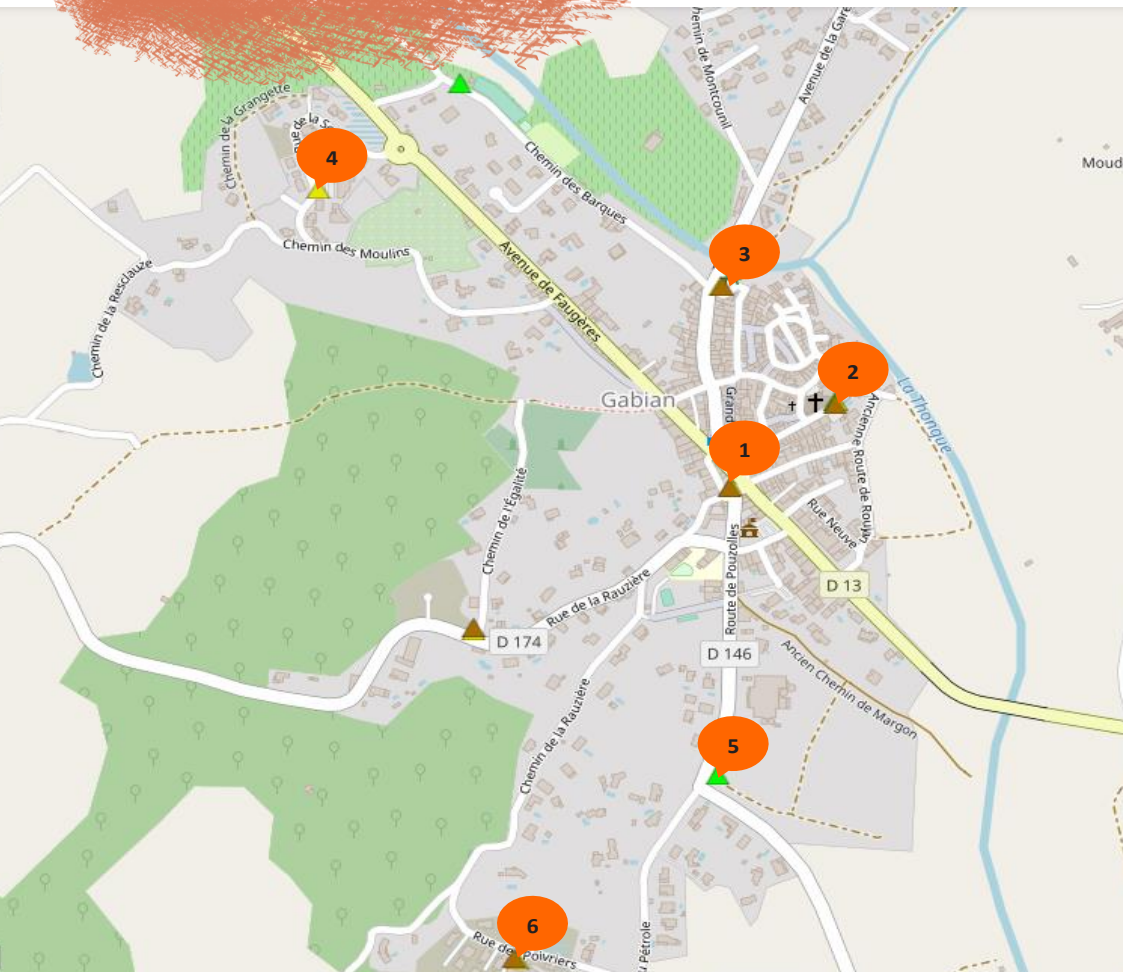 Chemin de Montcounil
Avenue de la Gare
Chemin de la Grangette
4
Chemin des Barques
Moud
Chemin des Moulins
3
Avenue de Faugères
Chemin de la Resclauze
2
Gabian
Grand
La Thongue
1
Ancienne Route de Roujan
Chemin de l'Égalité
Rue Neuve
Route de Pouzolles
D 13
Rue de la Rauzière
D 174
D 146
Ancien Chemin de Margon
Chemin de la Rauzière
5
6
Rue des Poivriers
u Pétrole